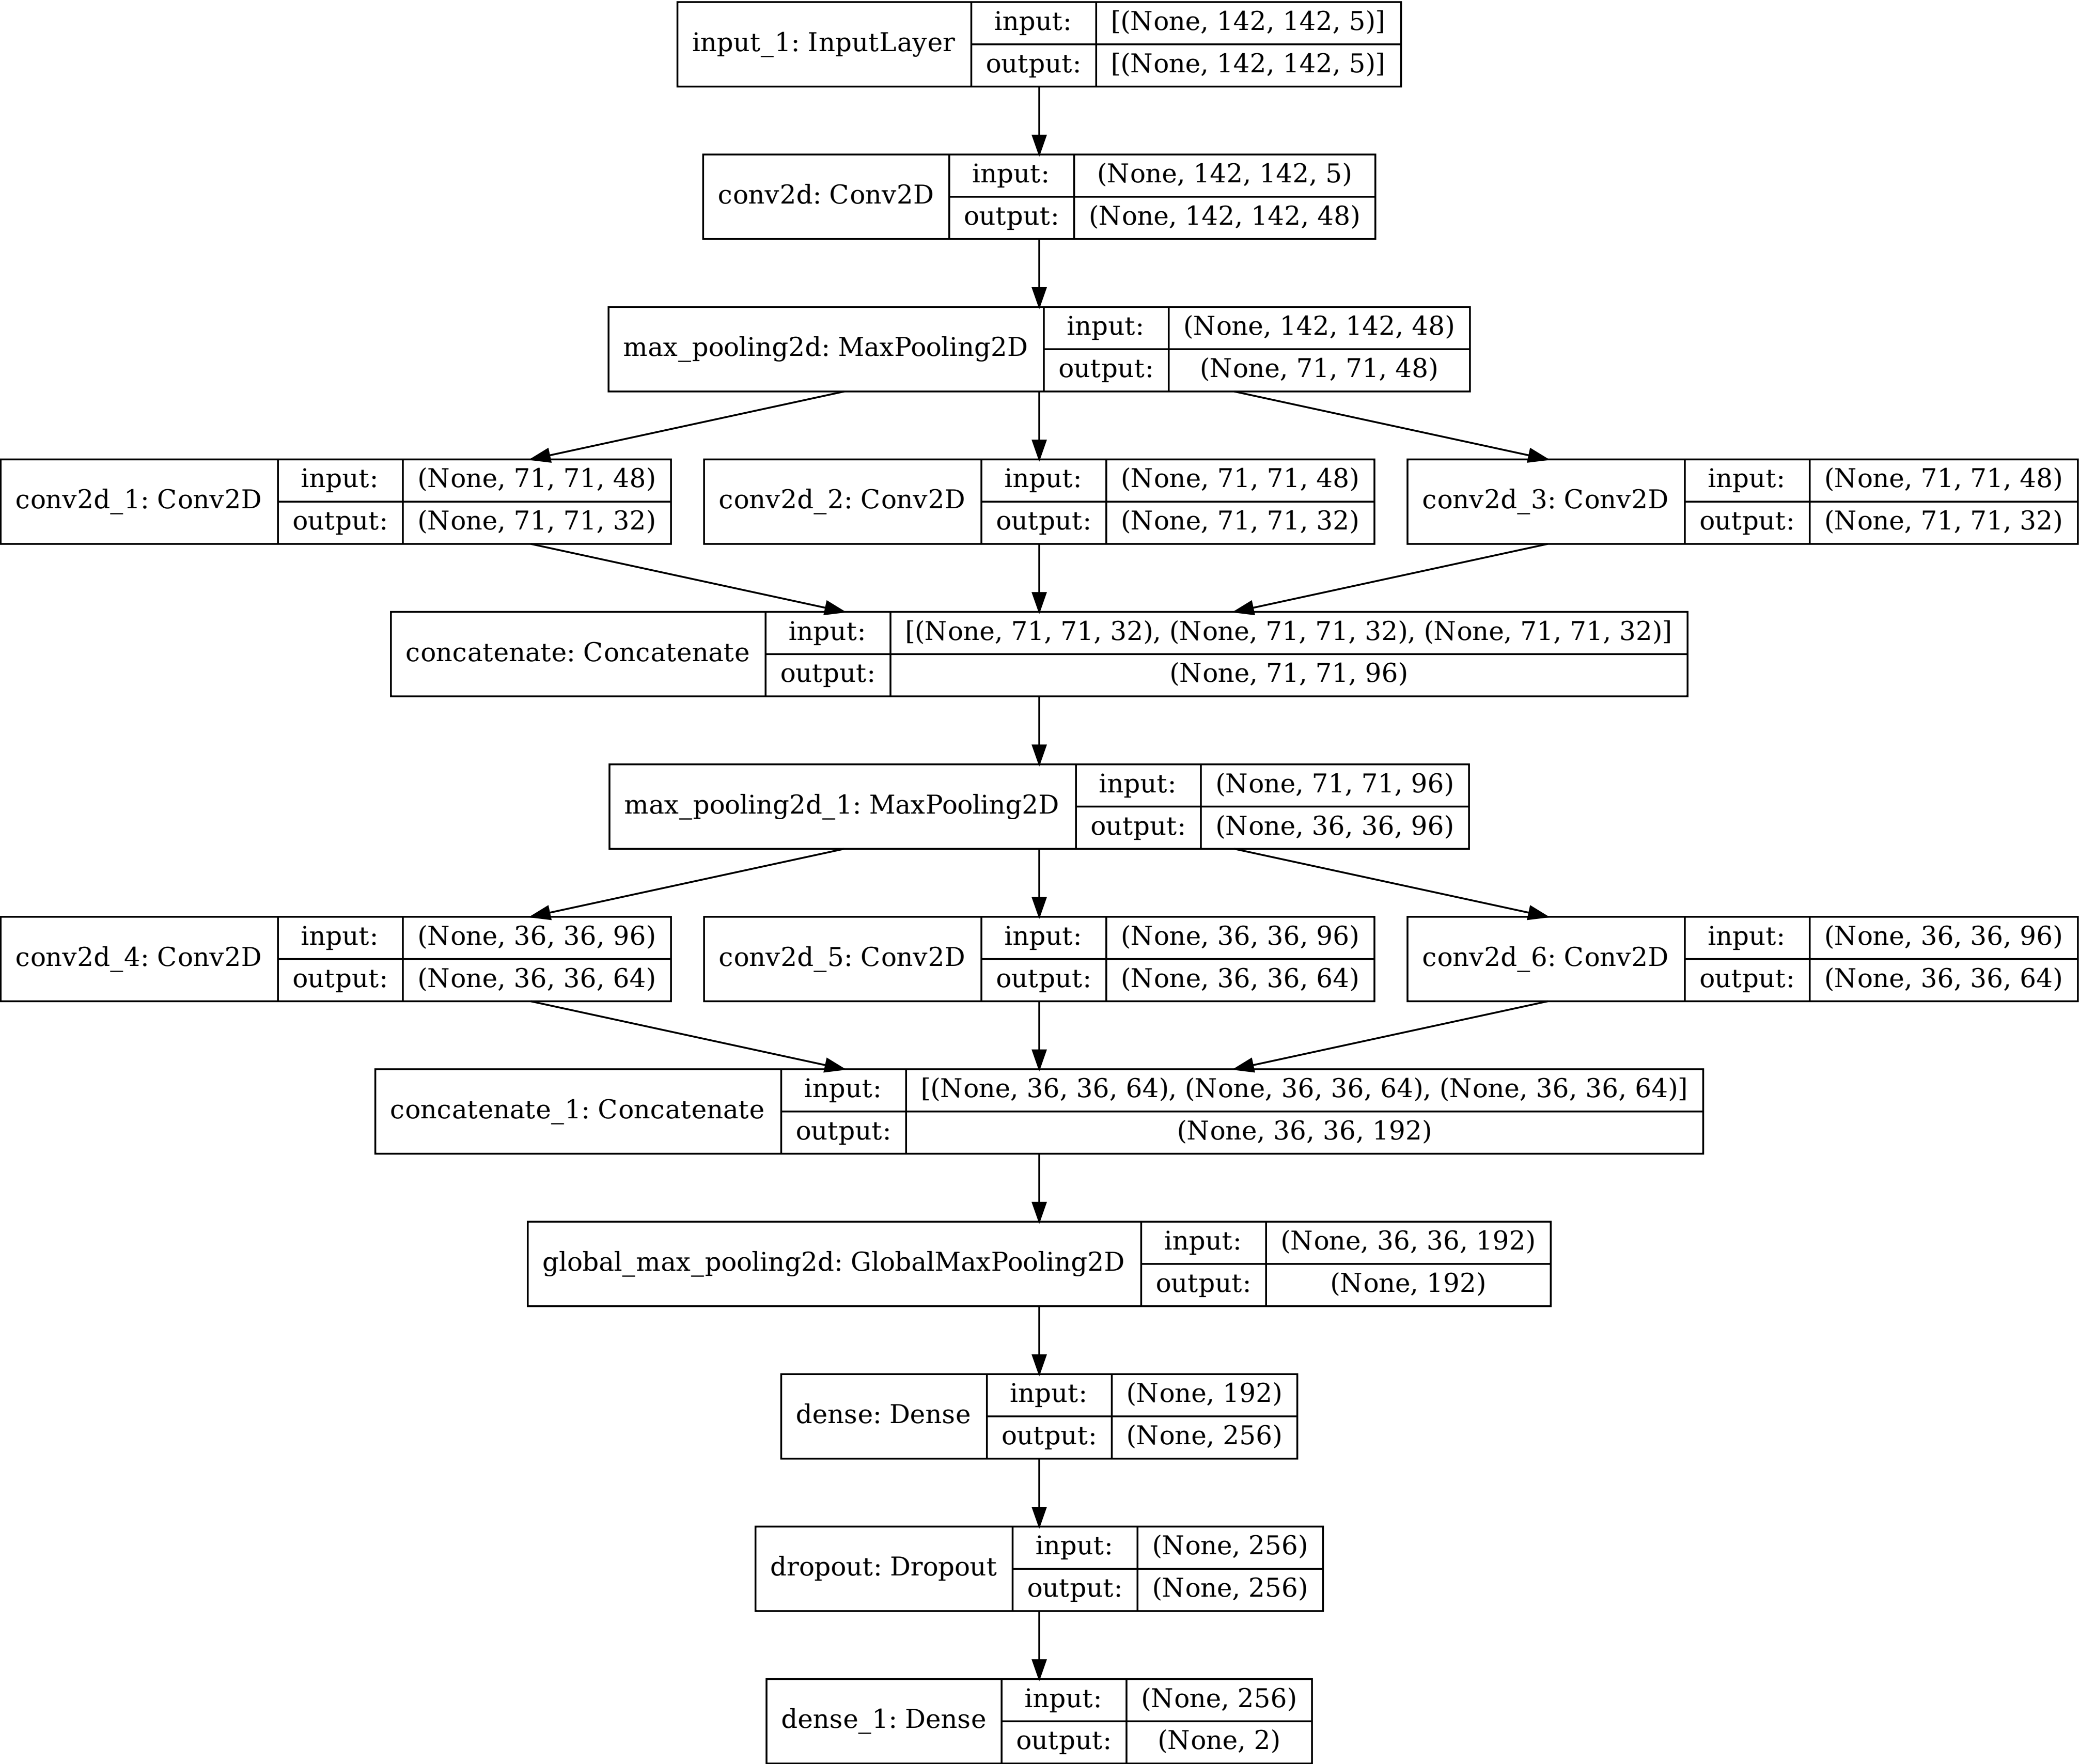 input_1: InputLayer
input: [(None, 142, 142, 5)]
output: [(None, 142, 142, 5)]
conv2d: Conv2D
input: (None, 142, 142, 5)
output: (None, 142, 142, 48)
max_pooling2d: MaxPooling2D
input: (None, 142, 142, 48)
output: (None, 71, 71, 48)
conv2d_1: Conv2D
input: (None, 71, 71, 48)
output: (None, 71, 71, 32)
conv2d_2: Conv2D
input: (None, 71, 71, 48)
output: (None, 71, 71, 32)
conv2d_3: Conv2D
input: (None, 71, 71, 48)
output: (None, 71, 71, 32)
concatenate: Concatenate
input: [(None, 71, 71, 32), (None, 71, 71, 32), (None, 71, 71, 32)]
output: (None, 71, 71, 96)
max_pooling2d_1: MaxPooling2D
input: (None, 71, 71, 96)
output: (None, 36, 36, 96)
conv2d_4: Conv2D
input: (None, 36, 36, 96)
output: (None, 36, 36, 64)
conv2d_5: Conv2D
input: (None, 36, 36, 96)
output: (None, 36, 36, 64)
conv2d_6: Conv2D
input: (None, 36, 36, 96)
output: (None, 36, 36, 64)
concatenate_1: Concatenate
input: [(None, 36, 36, 64), (None, 36, 36, 64), (None, 36, 36, 64)]
output: (None, 36, 36, 192)
global_max_pooling2d: GlobalMaxPooling2D
input: (None, 36, 36, 192)
output: (None, 192)
dense: Dense
input: (None, 192)
output: (None, 256)
dropout: Dropout
input: (None, 256)
output: (None, 256)
dense_1: Dense
input: (None, 256)
output: (None, 2)